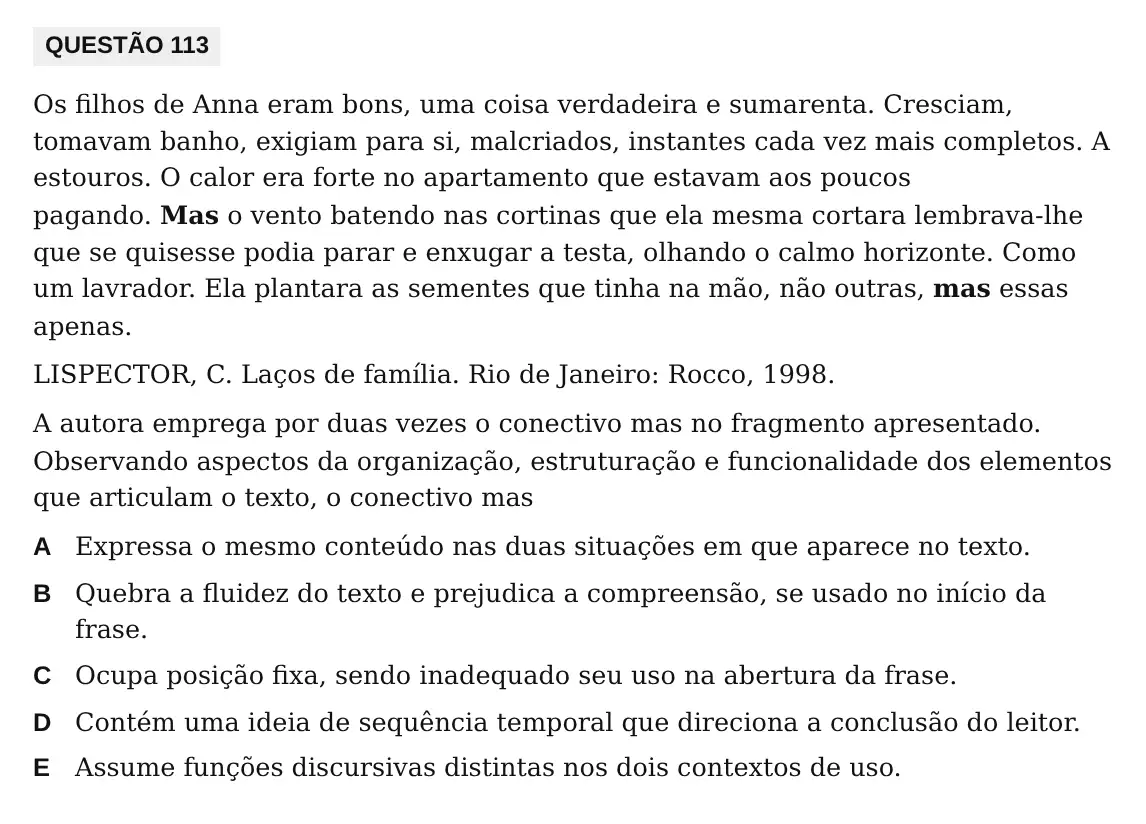 QUESTÃO 113
Os filhos de Anna eram bons, uma coisa verdadeira e sumarenta. Cresciam,
tomavam banho, exigiam para si, malcriados, instantes cada vez mais completos. A
estouros. O calor era forte no apartamento que estavam aos poucos
pagando. Mas o vento batendo nas cortinas que ela mesma cortara lembrava-lhe
que se quisesse podia parar e enxugar a testa, olhando o calmo horizonte. Como
um lavrador. Ela plantara as sementes que tinha na mão, não outras, mas essas
apenas.
LISPECTOR, C. Laços de família. Rio de Janeiro: Rocco, 1998.
A autora emprega por duas vezes o conectivo mas no fragmento apresentado.
Observando aspectos da organização, estruturação e funcionalidade dos elementos
que articulam o texto, o conectivo mas
A Expressa o mesmo conteúdo nas duas situações em que aparece no texto.
B Quebra a fluidez do texto e prejudica a compreensão, se usado no início da
frase.
C Ocupa posição fixa, sendo inadequado seu uso na abertura da frase.
D Contém uma ideia de sequência temporal que direciona a conclusão do leitor.
E Assume funções discursivas distintas nos dois contextos de uso.